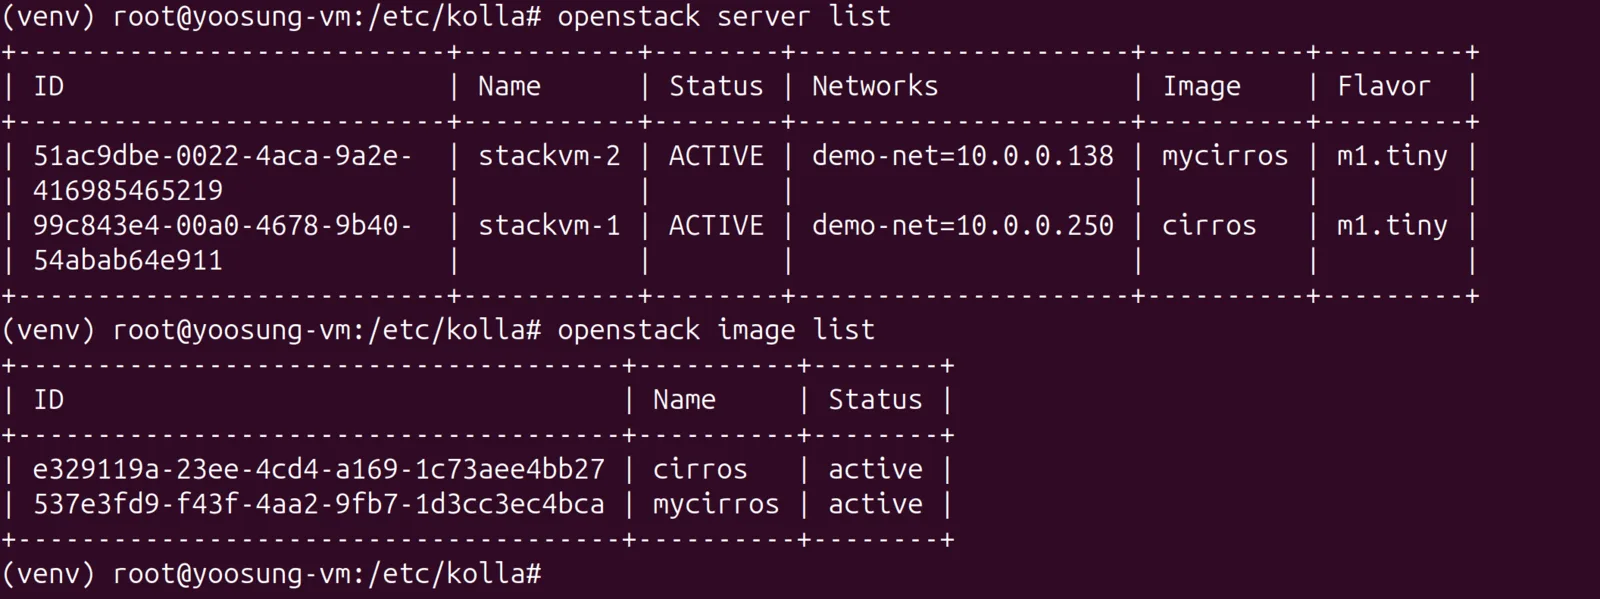 (venv) root@yoosung-vm:/etc/kolla# openstack server list
+---------------------------+-----------+--------+---------------------+----------+---------+
| ID                        | Name      | Status | Networks            | Image    | Flavor  |
+---------------------------+-----------+--------+---------------------+----------+---------+
| 51ac9dbe-0022-4aca-9a2e-  | stackvm-2 | ACTIVE | demo-net=10.0.0.138 | mycirros | m1.tiny |
| 416985465219              |           |        |                     |          |         |
| 99c843e4-00a0-4678-9b40-  | stackvm-1 | ACTIVE | demo-net=10.0.0.250 | cirros   | m1.tiny |
| 54abab64e911              |           |        |                     |          |         |
+---------------------------+-----------+--------+---------------------+----------+---------+
(venv) root@yoosung-vm:/etc/kolla# openstack image list
+--------------------------------------+----------+--------+
| ID                                   | Name     | Status |
+--------------------------------------+----------+--------+
| e329119a-23ee-4cd4-a169-1c73aee4bb27 | cirros   | active |
| 537e3fd9-f43f-4aa2-9fb7-1d3cc3ec4bca | mycirros | active |
+--------------------------------------+----------+--------+
(venv) root@yoosung-vm:/etc/kolla#